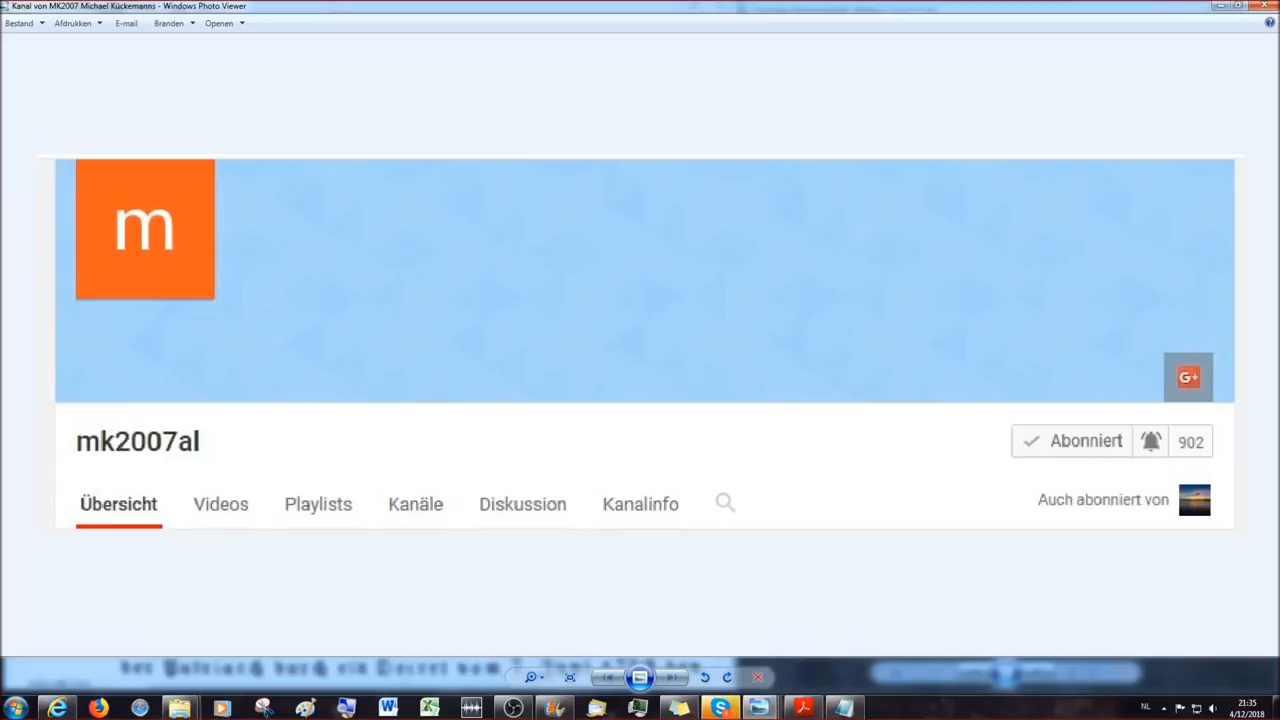 Kanal von MK2007 Michael Kückemanns - Windows Photo Viewer
Bestand Afdrukken E-mail Branden Openen
m
G+
mk2007al
Abonniert 902
Übersicht Videos Playlists Kanäle Diskussion Kanalinfo
Auch abonniert von
NL
21:35
4/12/2018